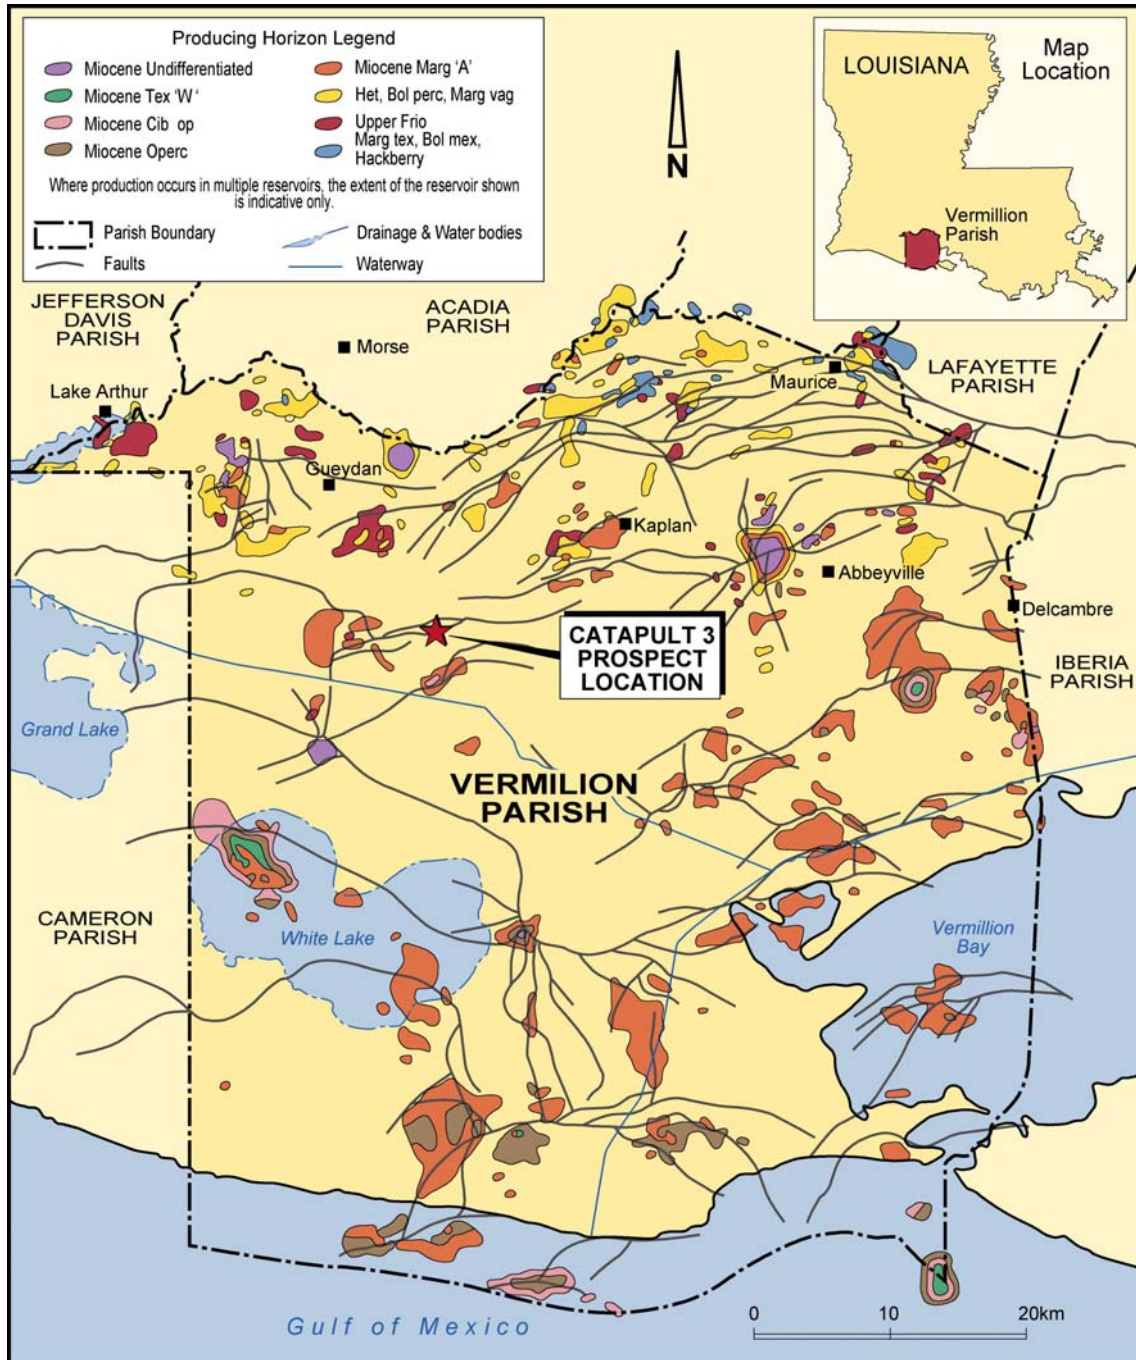 Producing Horizon Legend
Miocene Undifferentiated
Miocene Tex ‘W‘
Miocene Cib op
Miocene Operc
Miocene Marg ‘A’
Het, Bol perc, Marg vag
Upper Frio
Marg tex, Bol mex,
Hackberry
Where production occurs in multiple reservoirs, the extent of the reservoir shown
is indicative only.
Parish Boundary
Faults
Drainage & Water bodies
Waterway
N
LOUISIANA
Map
Location
Vermillion
Parish
JEFFERSON
DAVIS
PARISH
ACADIA
PARISH
Morse
Lake Arthur
Maurice
LAFAYETTE
PARISH
Gueydan
Kaplan
Abbeyville
Delcambre
CATAPULT 3
PROSPECT
LOCATION
IBERIA
PARISH
Grand Lake
VERMILION
PARISH
CAMERON
PARISH
White Lake
Vermillion
Bay
Gulf of Mexico
0 10 20km